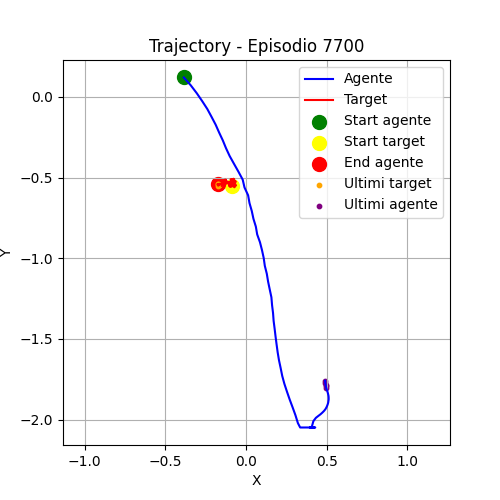 Trajectory - Episodio 7700
Agente
Target
Start agente
Start target
End agente
Ultimi target
Ultimi agente
Y
0.0
−0.5
−1.0
−1.5
−2.0
−1.0
−0.5
0.0
0.5
1.0
X